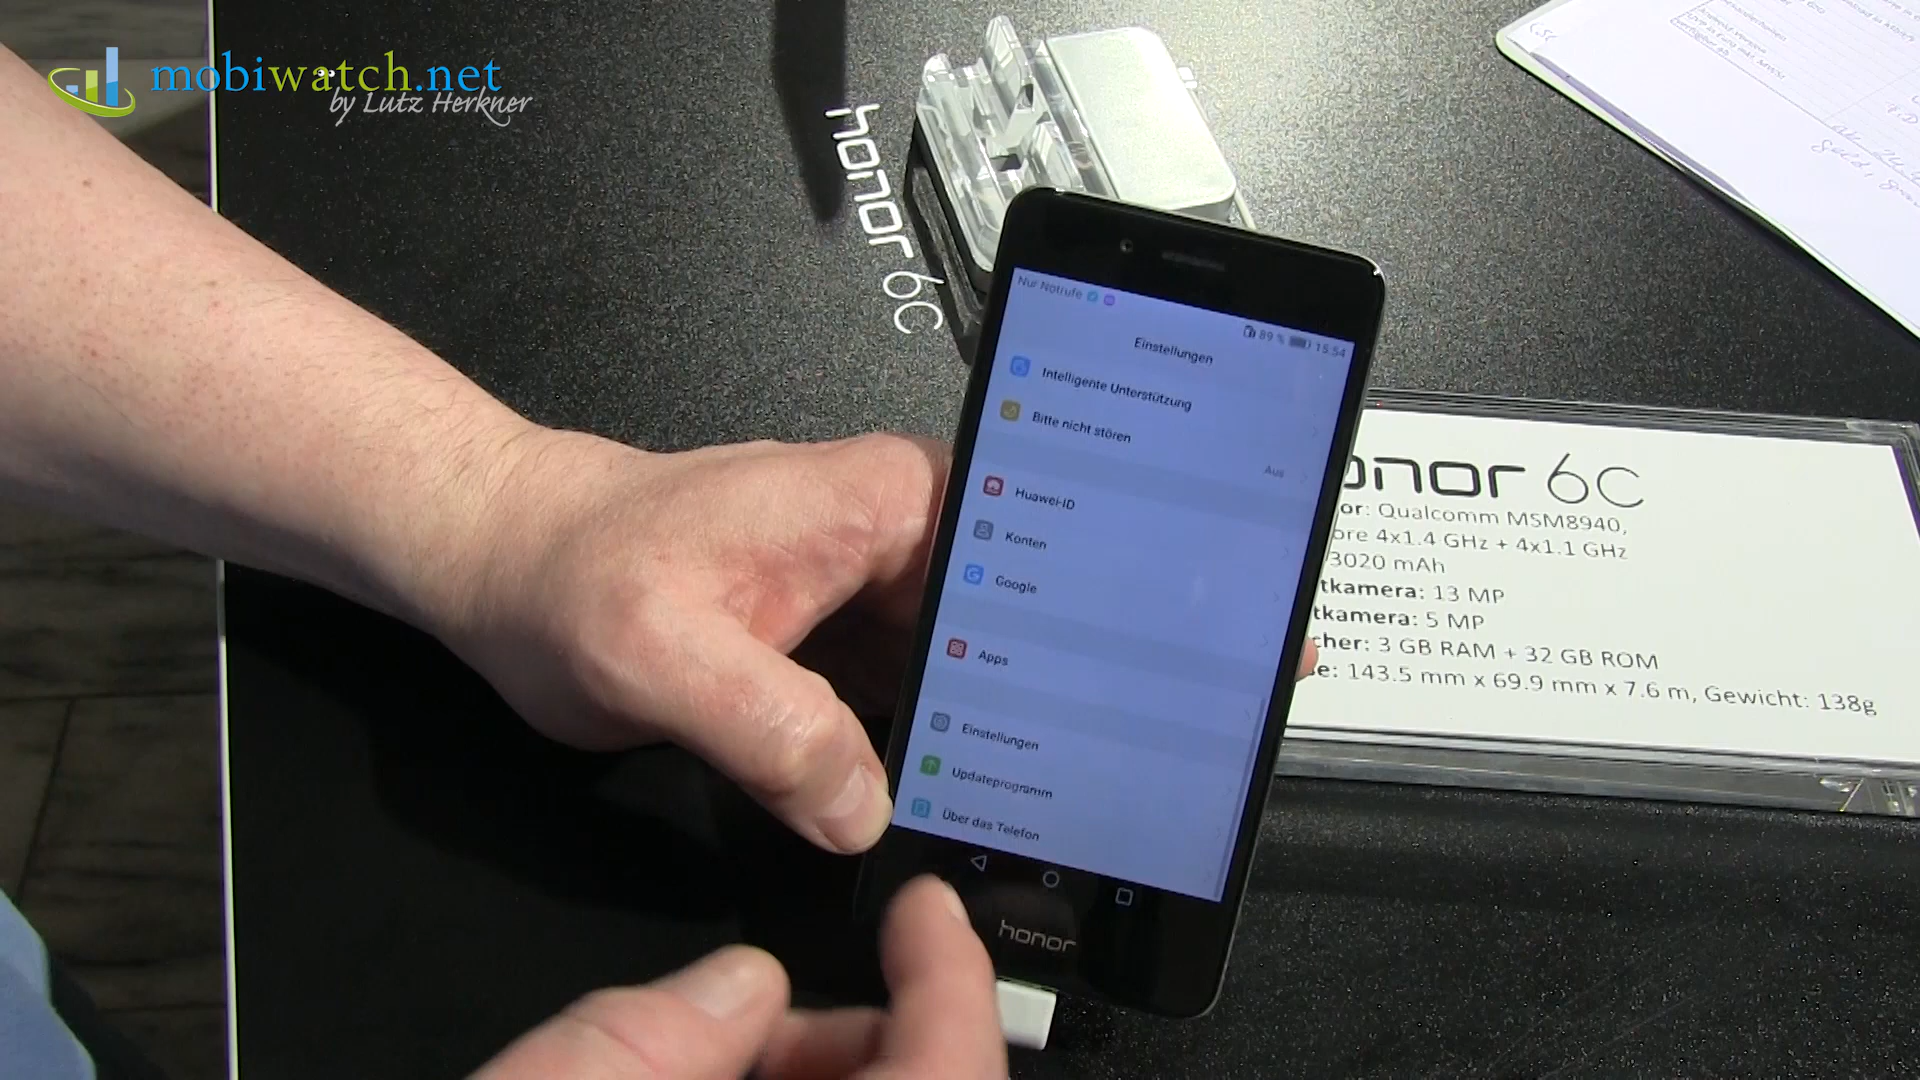 mobiwatch.net
by Lutz Herkner
honor 6C
Nur Notrufe
89 % 15:54
Einstellungen
Intelligente Unterstützung
Bitte nicht stören
Aus
Huawei-ID
Konten
Google
Apps
Einstellungen
Updateprogramm
Über das Telefon
honor
onor 6C
or: Qualcomm MSM8940,
ore 4x1.4 GHz + 4x1.1 GHz
3020 mAh
tkamera: 13 MP
tkamera: 5 MP
cher: 3 GB RAM + 32 GB ROM
e: 143.5 mm x 69.9 mm x 7.6 m, Gewicht: 138g